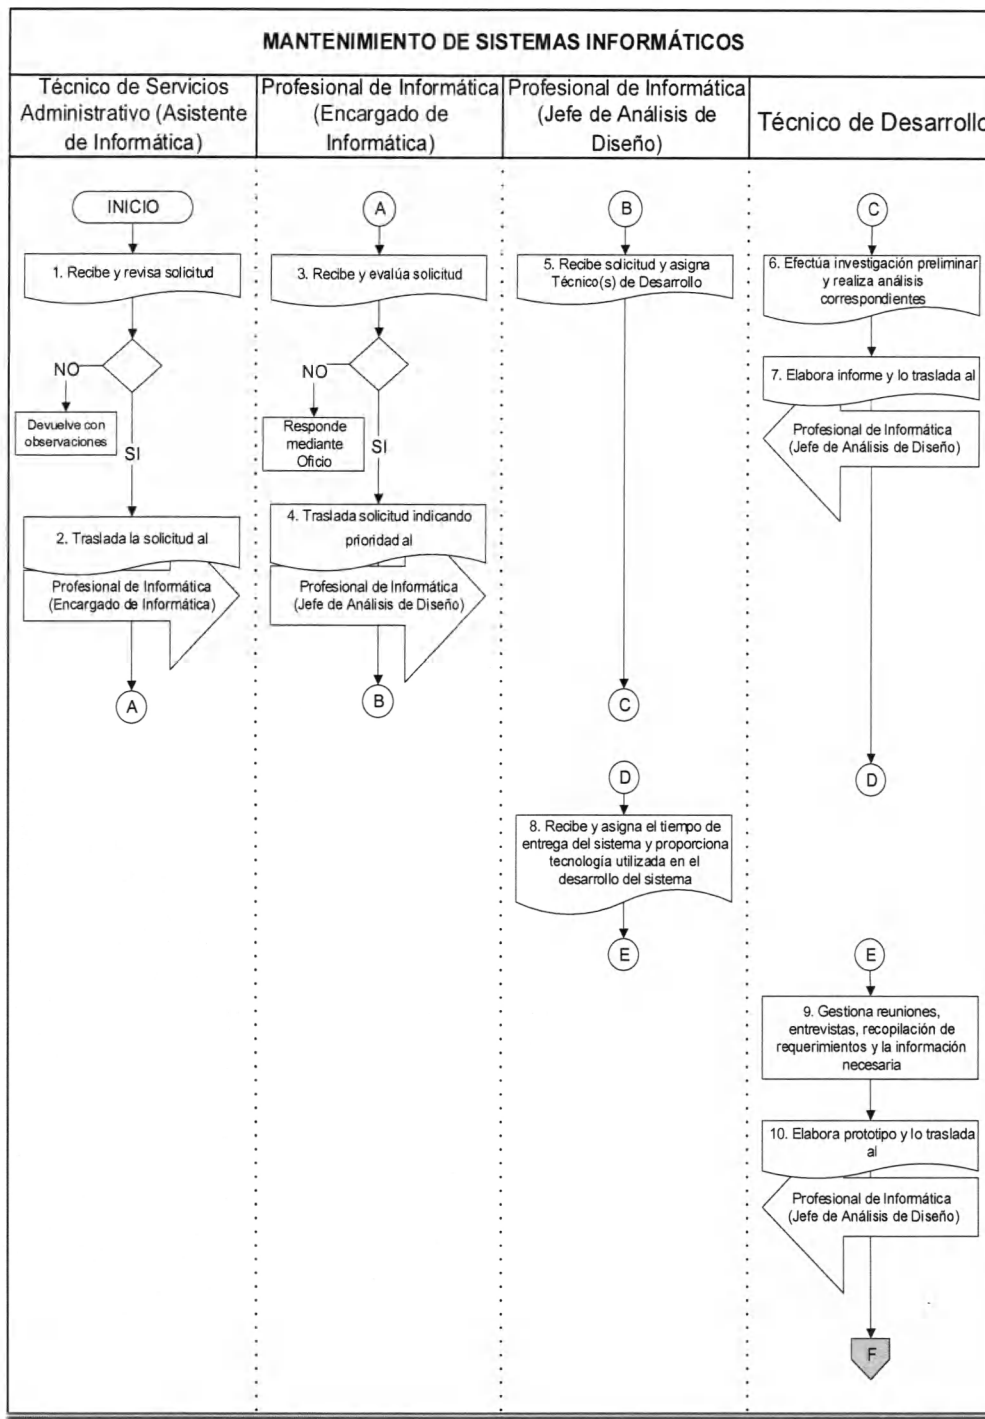 MANTENIMIENTO DE SISTEMAS INFORMÁTICOS
Técnico de Servicios
Administrativo (Asistente
de Informática)
Profesional de Informática
(Encargado de
Informática)
Profesional de Informática
(Jefe de Análisis de
Diseño)
Técnico de Desarrollo
INICIO
1. Recibe y revisa solicitud
NO
Devuelve con
observaciones
SI
2. Traslada la solicitud al
Profesional de Informática
(Encargado de Informática)
A
A
3. Recibe y evalúa solicitud
NO
Responde
mediante
Oficio
SI
4. Traslada solicitud indicando
prioridad al
Profesional de Informática
(Jefe de Análisis de Diseño)
B
B
5. Recibe solicitud y asigna
Técnico(s) de Desarrollo
C
C
6. Efectúa investigación preliminar
y realiza análisis
correspondientes
7. Elabora informe y lo traslada al
Profesional de Informática
(Jefe de Análisis de Diseño)
D
D
8. Recibe y asigna el tiempo de
entrega del sistema y proporciona
tecnología utilizada en el
desarrollo del sistema
E
E
9. Gestiona reuniones,
entrevistas, recopilación de
requerimientos y la información
necesaria
10. Elabora prototipo y lo traslada
al
Profesional de Informática
(Jefe de Análisis de Diseño)
F